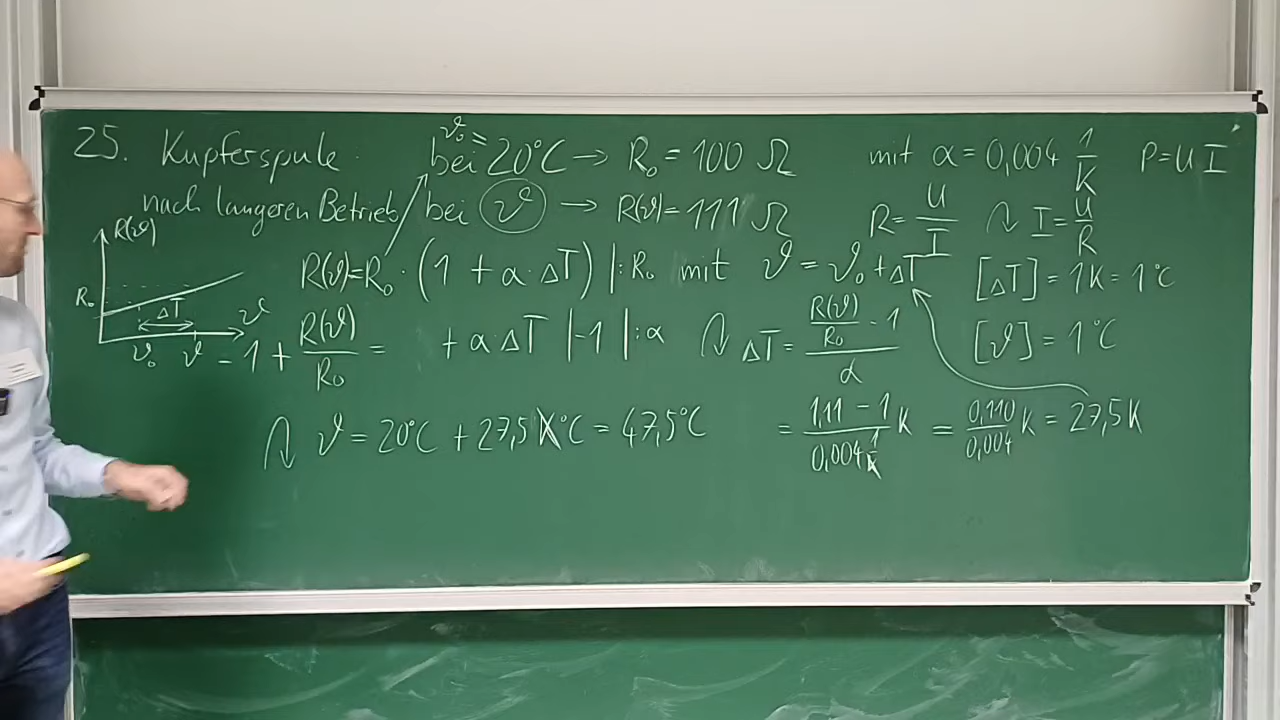 25. Kupferspule bei ϑ₀ = 20°C → R₀ = 100 Ω mit α = 0,004 1/K P = U I
nach längeren Betrieb bei ϑ → R(ϑ) = 111 Ω R = U/I ↷ I = U/R
R(ϑ)
R₀
ΔT
ϑ₀ ϑ ϑ
R(ϑ) = R₀ · (1 + α · ΔT) |:R₀ mit ϑ = ϑ₀ + ΔT [ΔT] = 1K = 1°C
-1 + R(ϑ)/R₀ = + α ΔT |-1 |:α ↷ ΔT = (R(ϑ)/R₀ - 1)/α [ϑ] = 1°C
↷ ϑ = 20°C + 27,5 K °C = 47,5°C
= (1,11 - 1)/(0,004 1/K) K = 0,110/0,004 K = 27,5 K